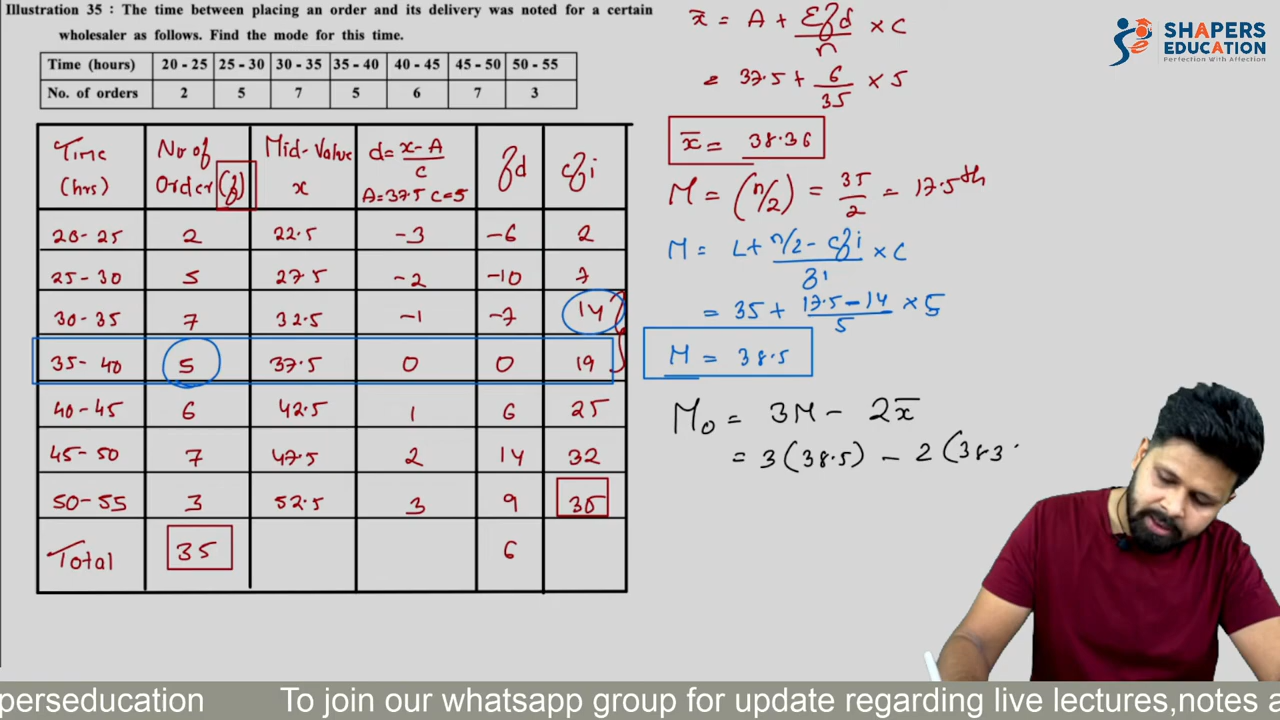 Illustration 35 : The time between placing an order and its delivery was noted for a certain
wholesaler as follows. Find the mode for this time.
Time (hours) 20 - 25 25 - 30 30 - 35 35 - 40 40 - 45 45 - 50 50 - 55
No. of orders 2 5 7 5 6 7 3
Time (hrs) No of Order (f) Mid-Value x d = x-A / c A=37.5 c=5 fd cfi
20-25 2 22.5 -3 -6 2
25-30 5 27.5 -2 -10 7
30-35 7 32.5 -1 -7 14
35-40 5 37.5 0 0 19
40-45 6 42.5 1 6 25
45-50 7 47.5 2 14 32
50-55 3 52.5 3 9 35
Total 35 6
x̄ = A + Σfd / n × C
= 37.5 + 6 / 35 × 5
x̄ = 38.36
M = (n/2) = 35 / 2 = 17.5th
M = L + n/2 - cfi / fi × C
= 35 + 17.5 - 14 / 5 × 5
M = 38.5
M₀ = 3M - 2x̄
= 3(38.5) - 2(38.3
SHAPERS
EDUCATION
Perfection With Affection
perseducation To join our whatsapp group for update regarding live lectures,notes a